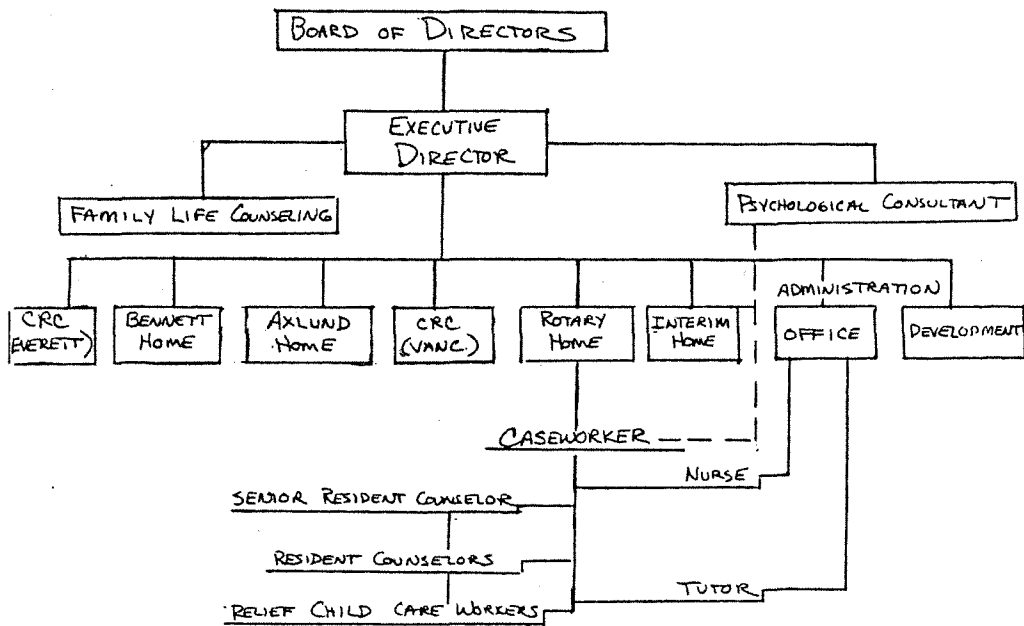 BOARD OF DIRECTORS
EXECUTIVE
DIRECTOR
FAMILY LIFE COUNSELING
PSYCHOLOGICAL CONSULTANT
ADMINISTRATION
CRC
EVERETT)
BENNETT
HOME
AXLUND
HOME
CRC
(VANC.)
ROTARY
HOME
INTERIM
HOME
OFFICE
DEVELOPMENT
CASEWORKER
NURSE
SENIOR RESIDENT COUNSELOR
RESIDENT COUNSELORS
TUTOR
RELIEF CHILD CARE WORKERS